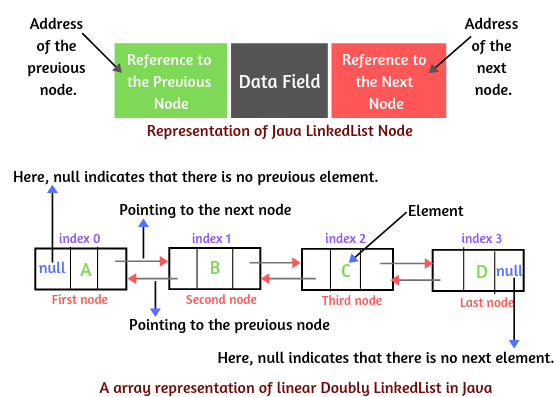 Address
of the
previous
node.
Reference to
the Previous
Node
Data Field
Reference to
the Next
Node
Address
of the
next
node.
Representation of Java LinkedList Node
Here, null indicates that there is no previous element.
Pointing to the next node
Element
index 0
index 1
index 2
index 3
null
A
B
C
D
null
First node
Second node
Third node
Last node
Pointing to the previous node
Here, null indicates that there is no next element.
A array representation of linear Doubly LinkedList in Java